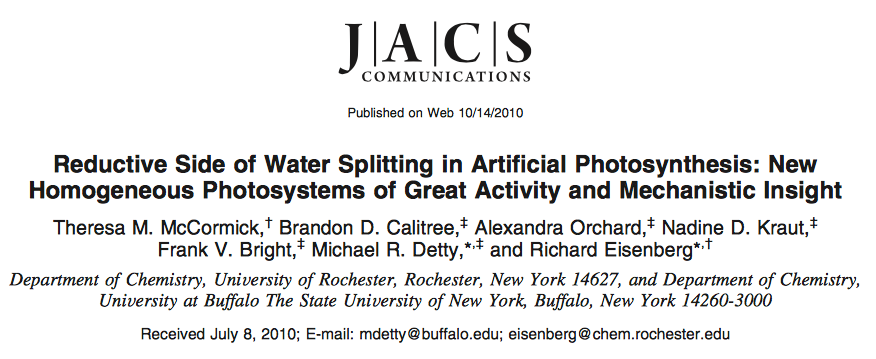 J|A|C|S
COMMUNICATIONS
Published on Web 10/14/2010
Reductive Side of Water Splitting in Artificial Photosynthesis: New
Homogeneous Photosystems of Great Activity and Mechanistic Insight
Theresa M. McCormick,† Brandon D. Calitree,‡ Alexandra Orchard,‡ Nadine D. Kraut,‡
Frank V. Bright,‡ Michael R. Detty,*,‡ and Richard Eisenberg*,†
Department of Chemistry, University of Rochester, Rochester, New York 14627, and Department of Chemistry,
University at Buffalo The State University of New York, Buffalo, New York 14260-3000
Received July 8, 2010; E-mail: mdetty@buffalo.edu; eisenberg@chem.rochester.edu